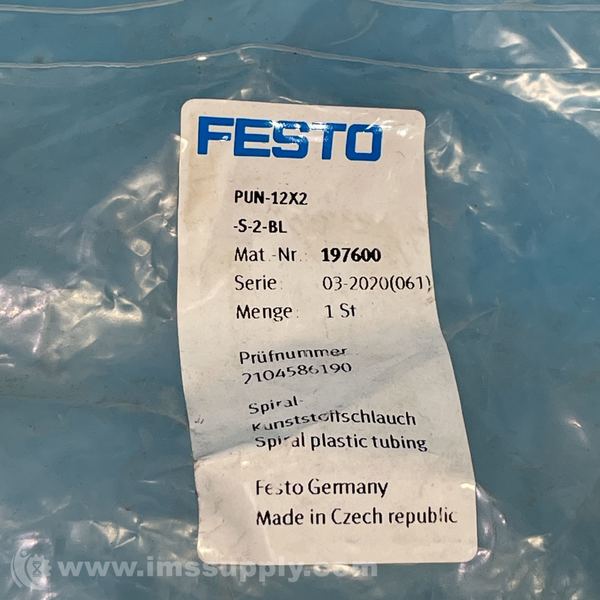 FESTO
PUN-12X2
-S-2-BL
Mat.-Nr.: 197600
Serie: 03-2020(061)
Menge: 1 St
Prüfnummer
2104586190
Spiral-
Kunststoffschlauch
Spiral plastic tubing
Festo Germany
Made in Czech republic
www.imssupply.com